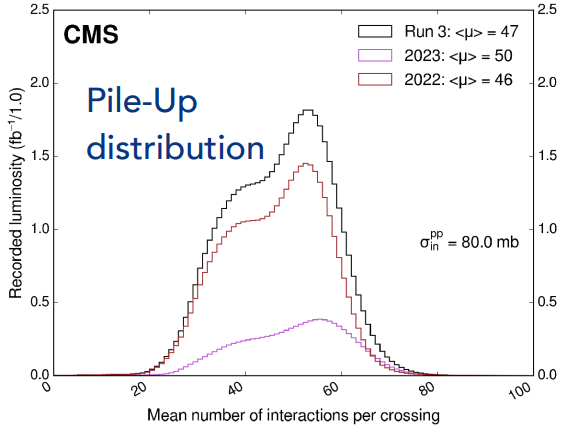 CMS
Pile-Up
distribution
Run 3: <μ> = 47
2023: <μ> = 50
2022: <μ> = 46
σᵖᵖᵢₙ = 80.0 mb
Recorded luminosity (fb⁻¹/1.0)
2.5
2.0
1.5
1.0
0.5
0.0
2.5
2.0
1.5
1.0
0.5
0.0
0
20
40
60
80
100
Mean number of interactions per crossing